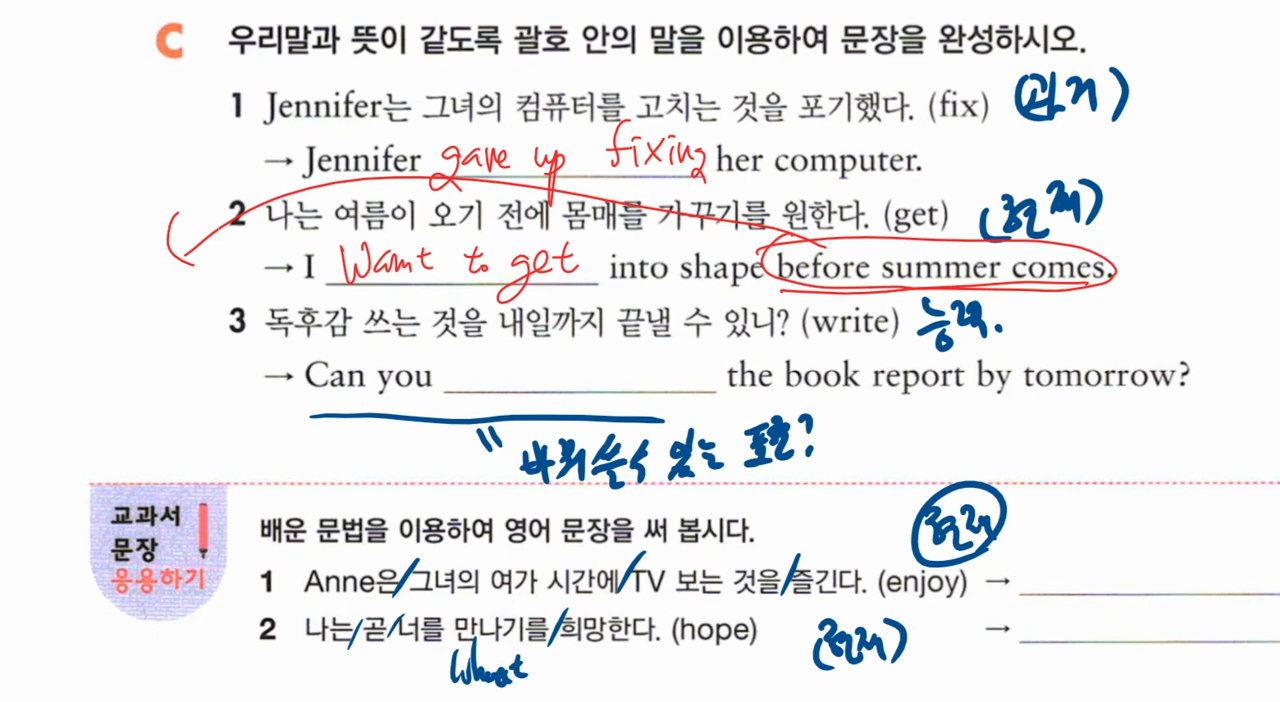 C 우리말과 뜻이 같도록 괄호 안의 말을 이용하여 문장을 완성하시오.
1 Jennifer는 그녀의 컴퓨터를 고치는 것을 포기했다. (fix) (과거)
→ Jennifer gave up fixing her computer.
2 나는 여름이 오기 전에 몸매를 가꾸기를 원한다. (get) (현재)
→ I want to get into shape before summer comes.
3 독후감 쓰는 것을 내일까지 끝낼 수 있니? (write) 능력.
→ Can you ____ the book report by tomorrow?
" 바꿔쓸수 있는 표현?
교과서
문장
응용하기
배운 문법을 이용하여 영어 문장을 써 봅시다. 현재
1 Anne은/그녀의 여가 시간에/TV 보는 것을/즐긴다. (enjoy) →
2 나는/곧/너를 만나기를/희망한다. (hope) (현재) →
what